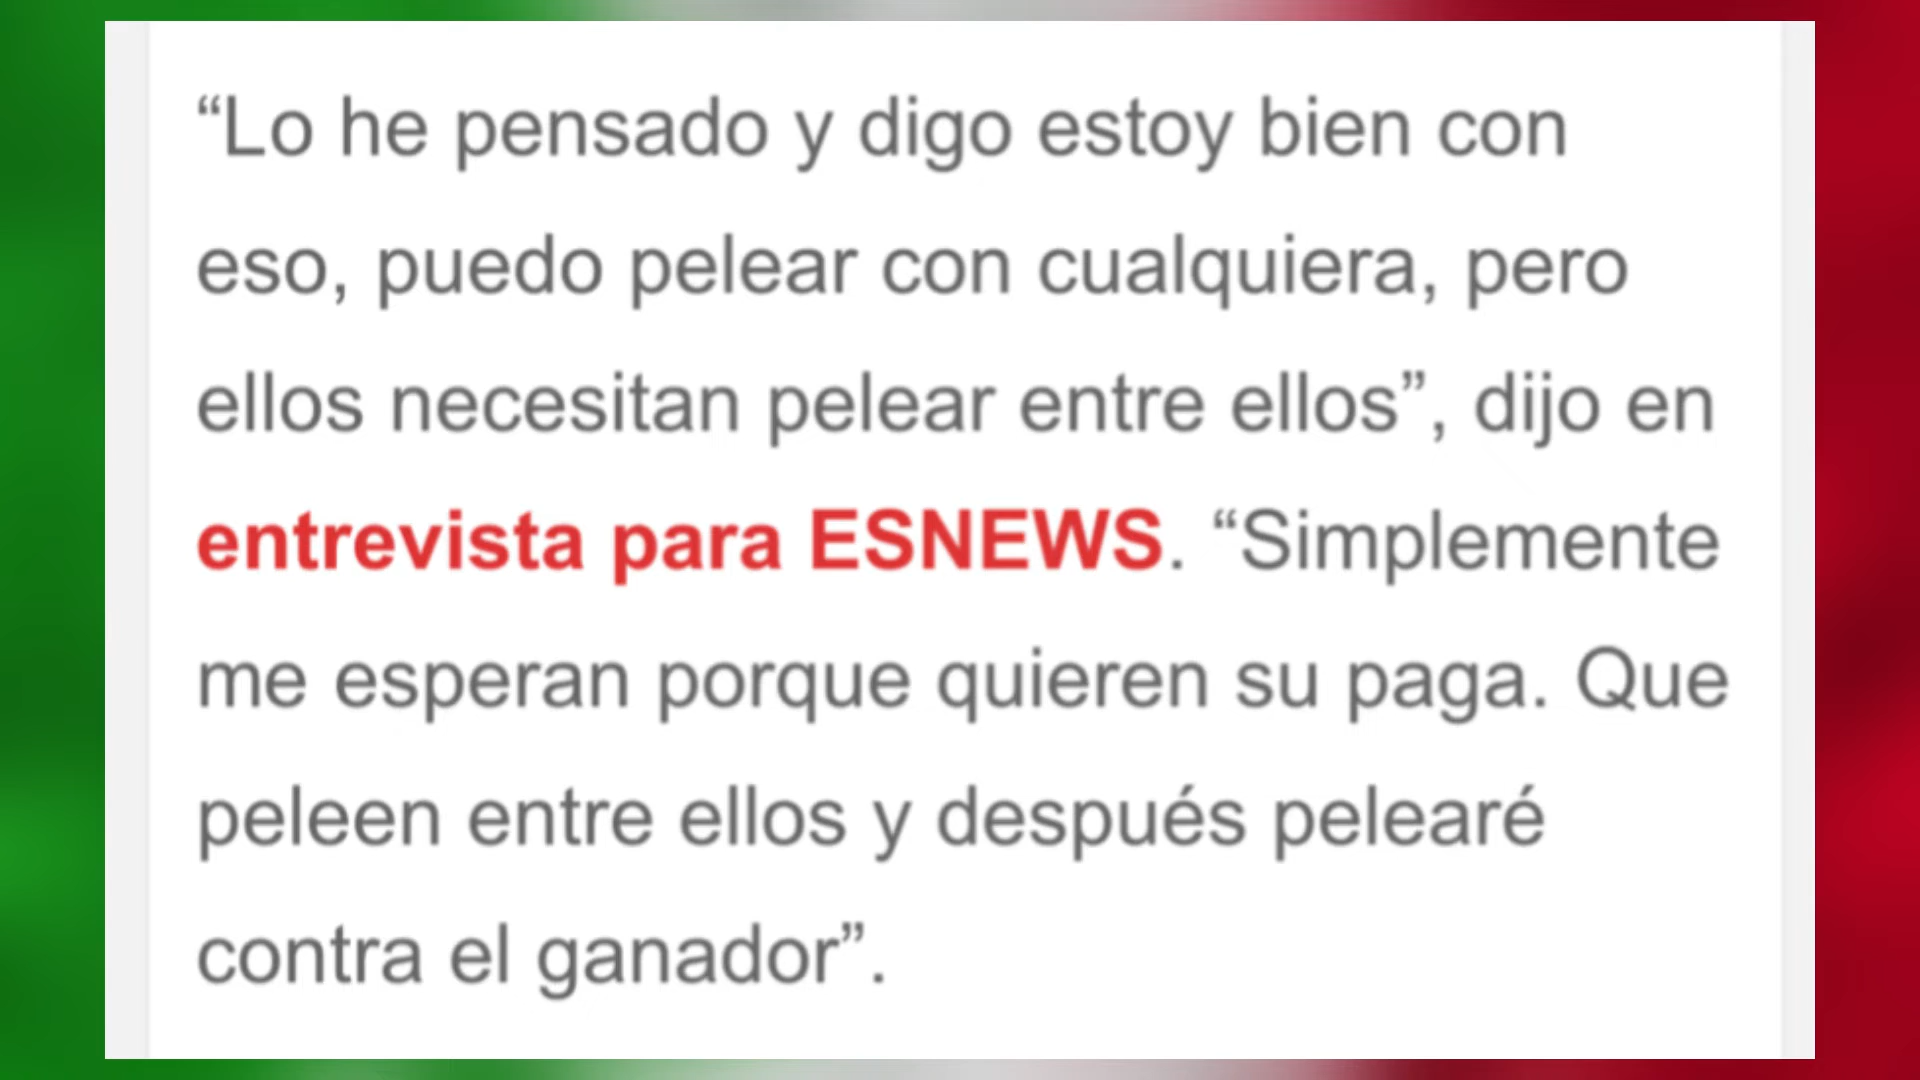 “Lo he pensado y digo estoy bien con
eso, puedo pelear con cualquiera, pero
ellos necesitan pelear entre ellos”, dijo en
entrevista para ESNEWS. “Simplemente
me esperan porque quieren su paga. Que
peleen entre ellos y después pelearé
contra el ganador”.